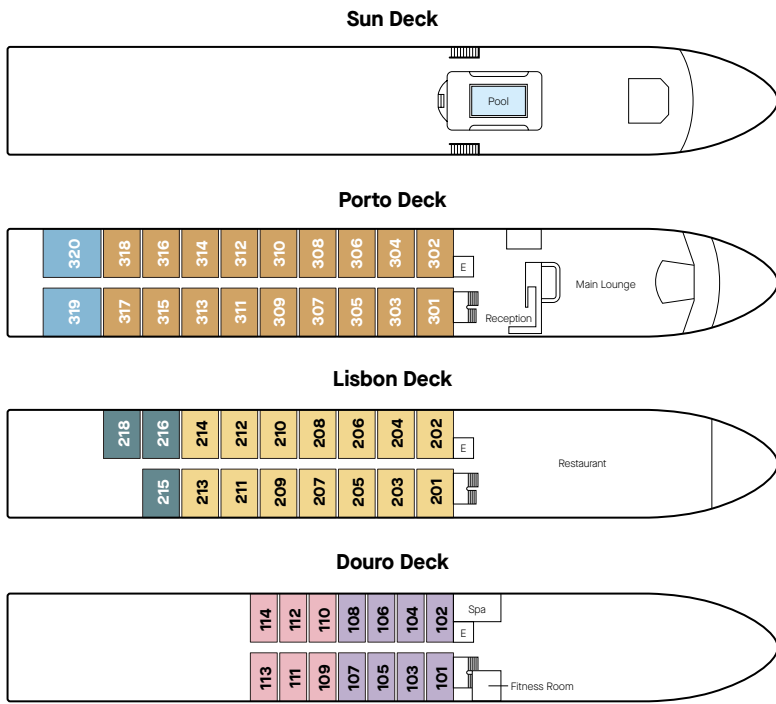 Sun Deck
Pool
Porto Deck
320 318 316 314 312 310 308 306 304 302
E
Main Lounge
Reception
319 317 315 313 311 309 307 305 303 301
Lisbon Deck
218 216 214 212 210 208 206 204 202
E
Restaurant
215 213 211 209 207 205 203 201
Douro Deck
114 112 110 108 106 104 102
Spa
E
113 111 109 107 105 103 101
Fitness Room